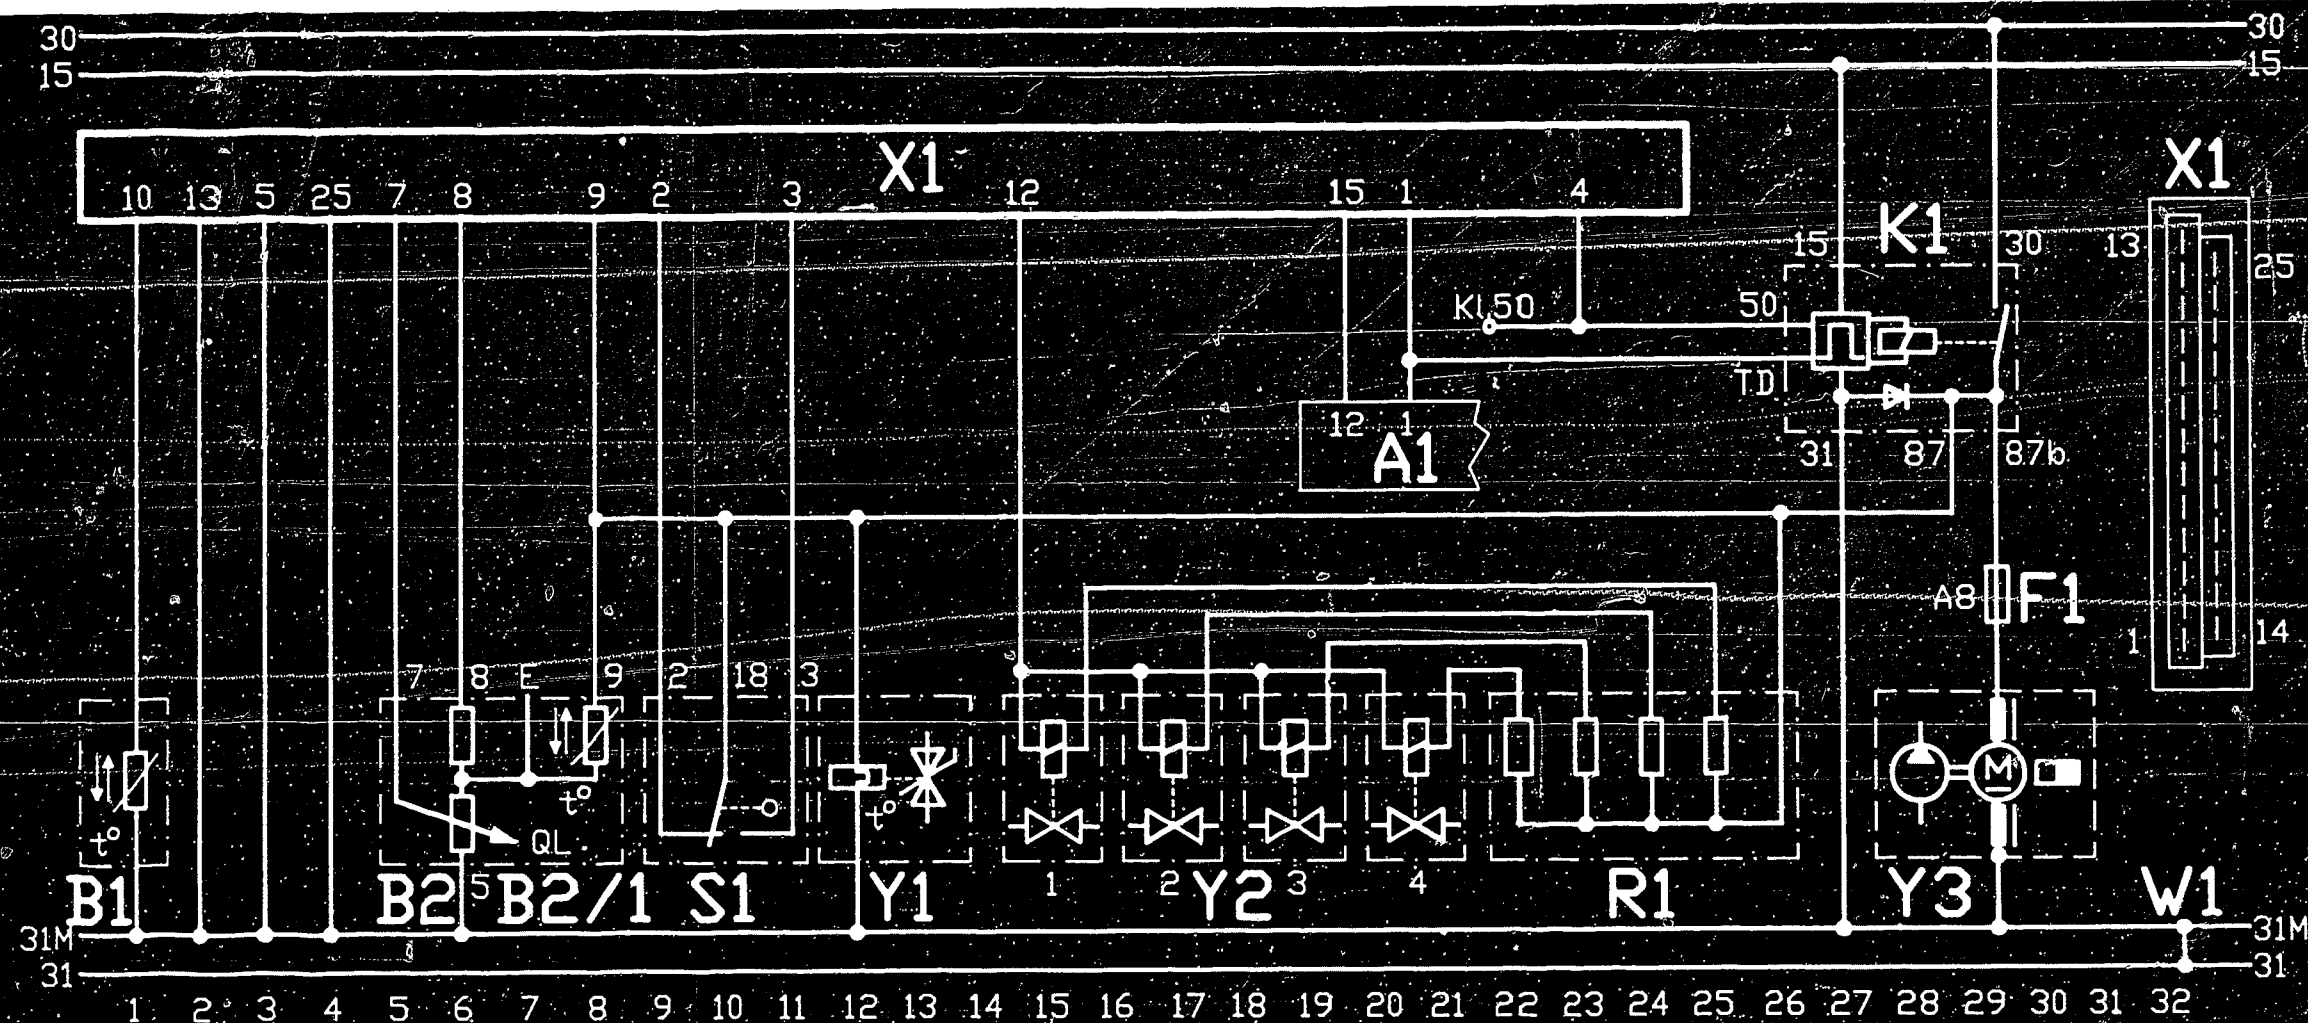 30 30
15 15
X1 X1
10 13 5 25 7 8 9 2 3 12 15 1 4
K1
15 30 13 25
Kl.50 50
TD
12 1
A1
31 87 87b
A8 F1
1 14
7 8 E 9 2 18 3
t° t° t° M
QL
B1 B2 5 B2/1 S1 Y1 1 2 Y2 3 4 R1 Y3 W1
31M 31M
31 31
1 2 3 4 5 6 7 8 9 10 11 12 13 14 15 16 17 18 19 20 21 22 23 24 25 26 27 28 29 30 31 32